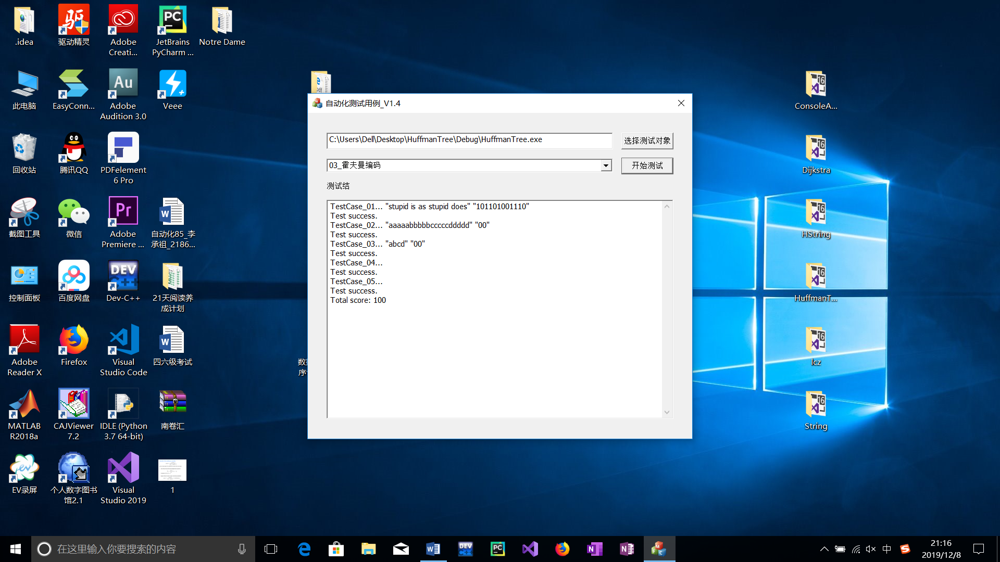 .idea
驱动精灵
Adobe
Creati...
JetBrains
PyCharm ...
Notre Dame
此电脑
EasyConn...
Adobe
Audition 3.0
Veee
ConsoleA...
回收站
腾讯QQ
PDFelement
6 Pro
Dijkstra
截图工具
微信
Adobe
Premiere ...
自动化85_李
承祖_2186...
HString
控制面板
百度网盘
Dev-C++
21天阅读养
成计划
HuffmanT...
Adobe
Reader X
Firefox
Visual
Studio Code
四六级考试
lcz
MATLAB
R2018a
CAJViewer
7.2
IDLE (Python
3.7 64-bit)
南卷汇
String
EV录屏
个人数字图书
馆2.1
Visual
Studio 2019
1
自动化测试用例_V1.4
C:\Users\Dell\Desktop\HuffmanTree\Debug\HuffmanTree.exe
选择测试对象
03_霍夫曼编码
开始测试
测试结
TestCase_01... "stupid is as stupid does" "101101001110"
Test success.
TestCase_02... "aaaaabbbbbcccccddddd" "00"
Test success.
TestCase_03... "abcd" "00"
Test success.
TestCase_04...
Test success.
TestCase_05...
Test success.
Total score: 100
在这里输入你要搜索的内容
中
21:16
2019/12/8